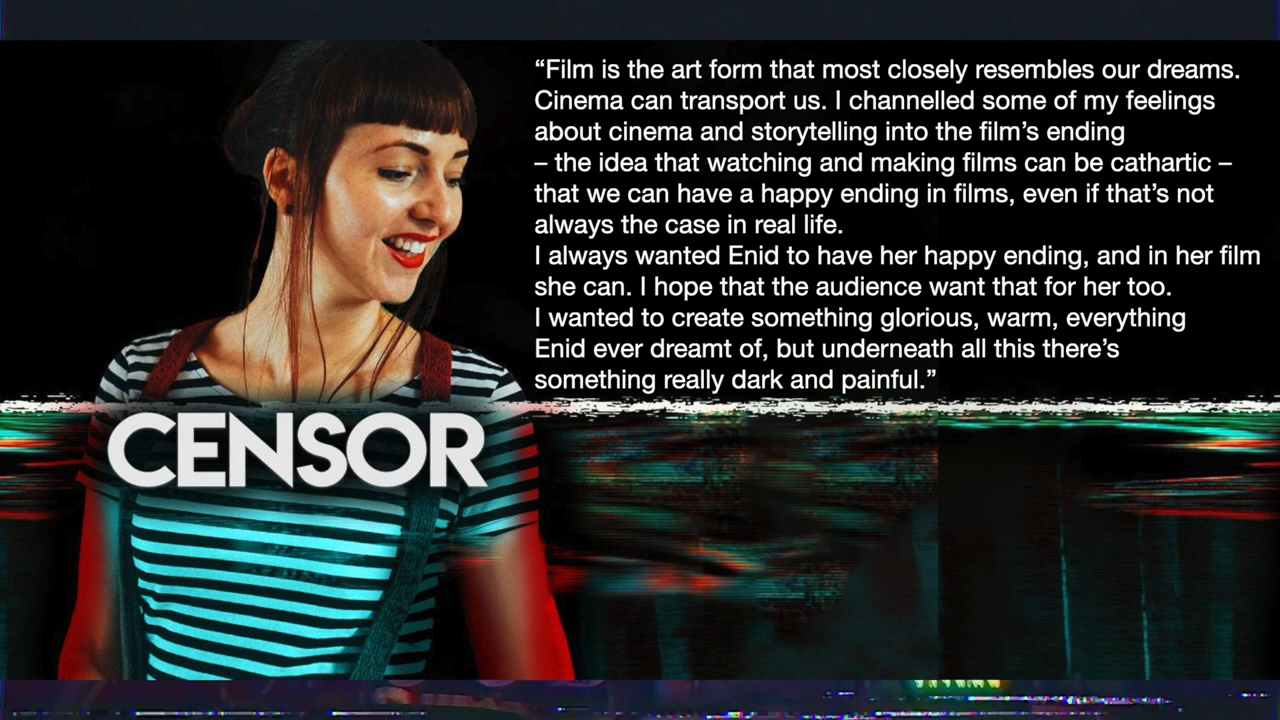 “Film is the art form that most closely resembles our dreams.
Cinema can transport us. I channelled some of my feelings
about cinema and storytelling into the film’s ending
– the idea that watching and making films can be cathartic –
that we can have a happy ending in films, even if that’s not
always the case in real life.
I always wanted Enid to have her happy ending, and in her film
she can. I hope that the audience want that for her too.
I wanted to create something glorious, warm, everything
Enid ever dreamt of, but underneath all this there’s
something really dark and painful.”
CENSOR